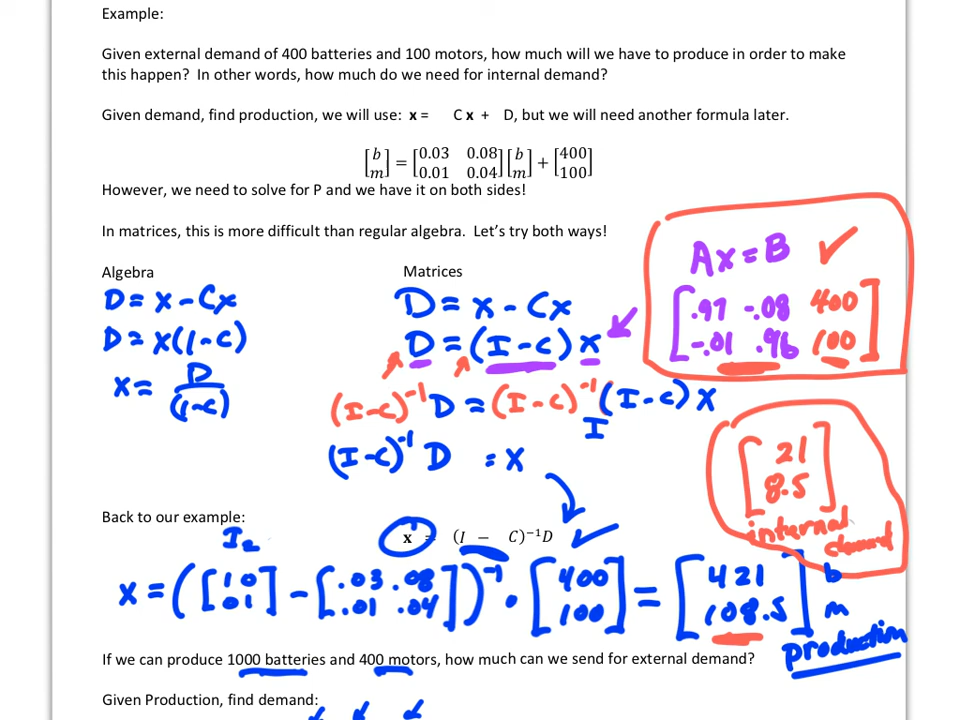 Example:
Given external demand of 400 batteries and 100 motors, how much will we have to produce in order to make
this happen? In other words, how much do we need for internal demand?
Given demand, find production, we will use: x = Cx + D, but we will need another formula later.
[b m] = [0.03 0.08 0.01 0.04] [b m] + [400 100]
However, we need to solve for P and we have it on both sides!
In matrices, this is more difficult than regular algebra. Let's try both ways!
Ax = B ✓
[.97 -.08 400
-.01 .96 100]
Algebra
D = x - Cx
D = x(1-C)
x = D/(1-C)
Matrices
D = x - Cx
D = (I-C) x
(I-C)⁻¹ D = (I-C)⁻¹ (I-C) X
I
(I-C)⁻¹ D = X
[21
8.5]
internal
demand
Back to our example:
x = (I − C)⁻¹D
I₂
x = ([1 0 0 1] - [.03 .08 .01 .04])⁻¹ · [400 100] = [421 108.5] b m
production
If we can produce 1000 batteries and 400 motors, how much can we send for external demand?
Given Production, find demand: